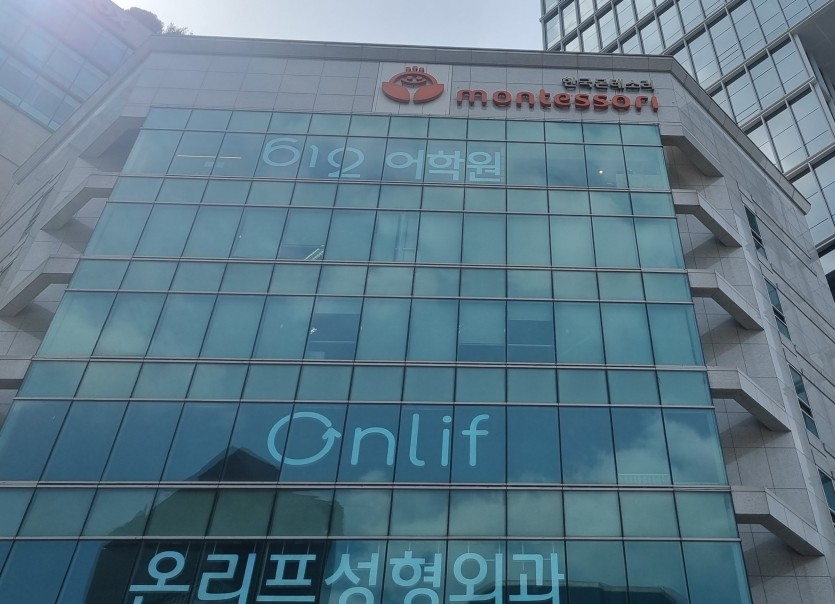 한국몬테소리
montessori
612 어학원
Onlif
온리프성형외과